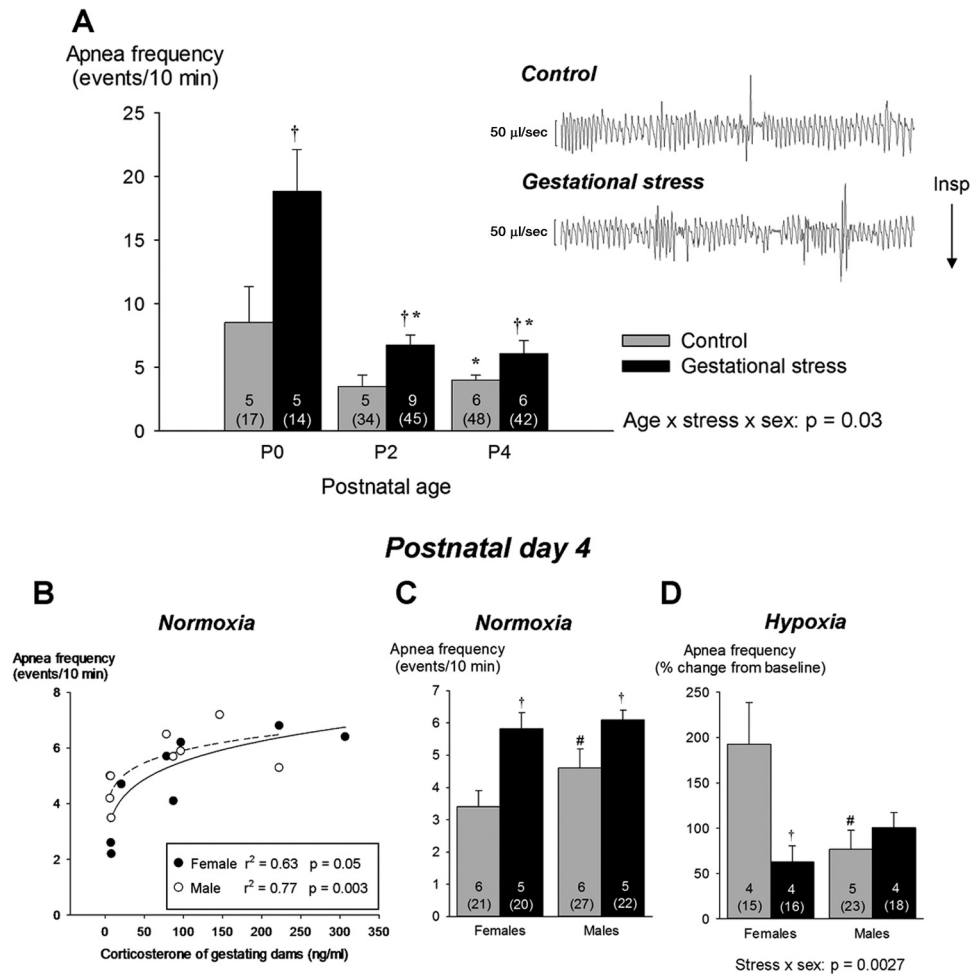 A
Apnea frequency
(events/10 min)
25
20
15
10
5
0
†
†*
*
†*
5
(17)
5
(14)
5
(34)
9
(45)
6
(48)
6
(42)
P0
P2
P4
Postnatal age
Control
50 µl/sec
Gestational stress
50 µl/sec
Insp
Control
Gestational stress
Age x stress x sex: p = 0.03
Postnatal day 4
B
Normoxia
Apnea frequency
(events/10 min)
8
6
4
2
0
Female r² = 0.63 p = 0.05
Male r² = 0.77 p = 0.003
0 50 100 150 200 250 300 350
Corticosterone of gestating dams (ng/ml)
C
Normoxia
Apnea frequency
(events/10 min)
7
6
5
4
3
2
1
0
†
#
†
6
(21)
5
(20)
6
(27)
5
(22)
Females
Males
D
Hypoxia
Apnea frequency
(% change from baseline)
250
200
150
100
50
0
†
#
4
(15)
4
(16)
5
(23)
4
(18)
Females
Males
Stress x sex: p = 0.0027